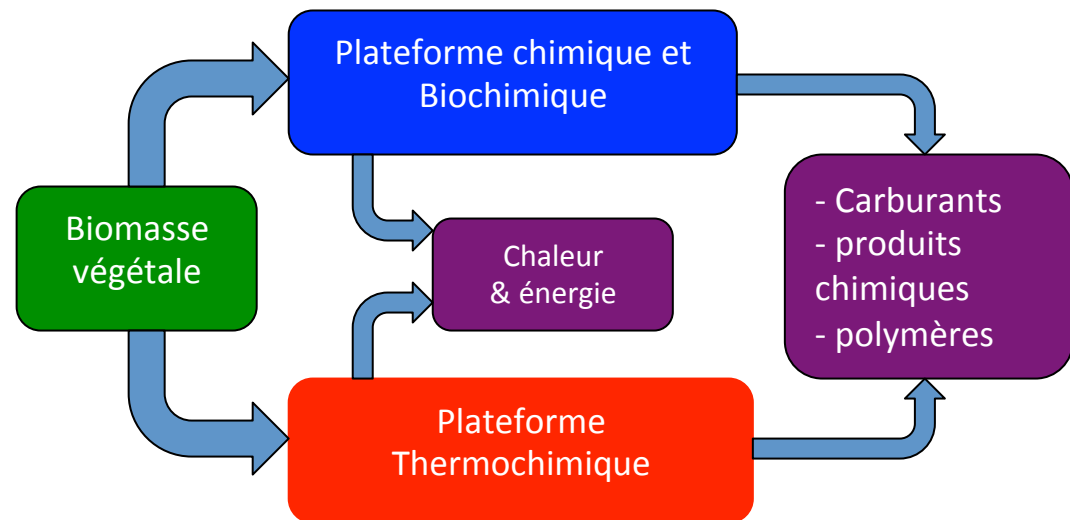 Plateforme chimique et
Biochimique
Biomasse
végétale
Chaleur
& énergie
- Carburants
- produits
chimiques
- polymères
Plateforme
Thermochimique